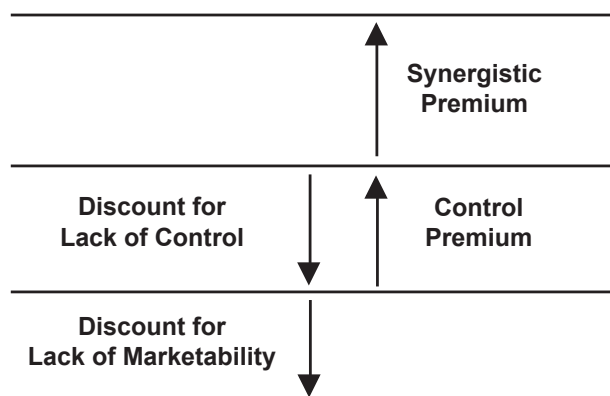 Synergistic
Premium
Discount for
Lack of Control
Control
Premium
Discount for
Lack of Marketability